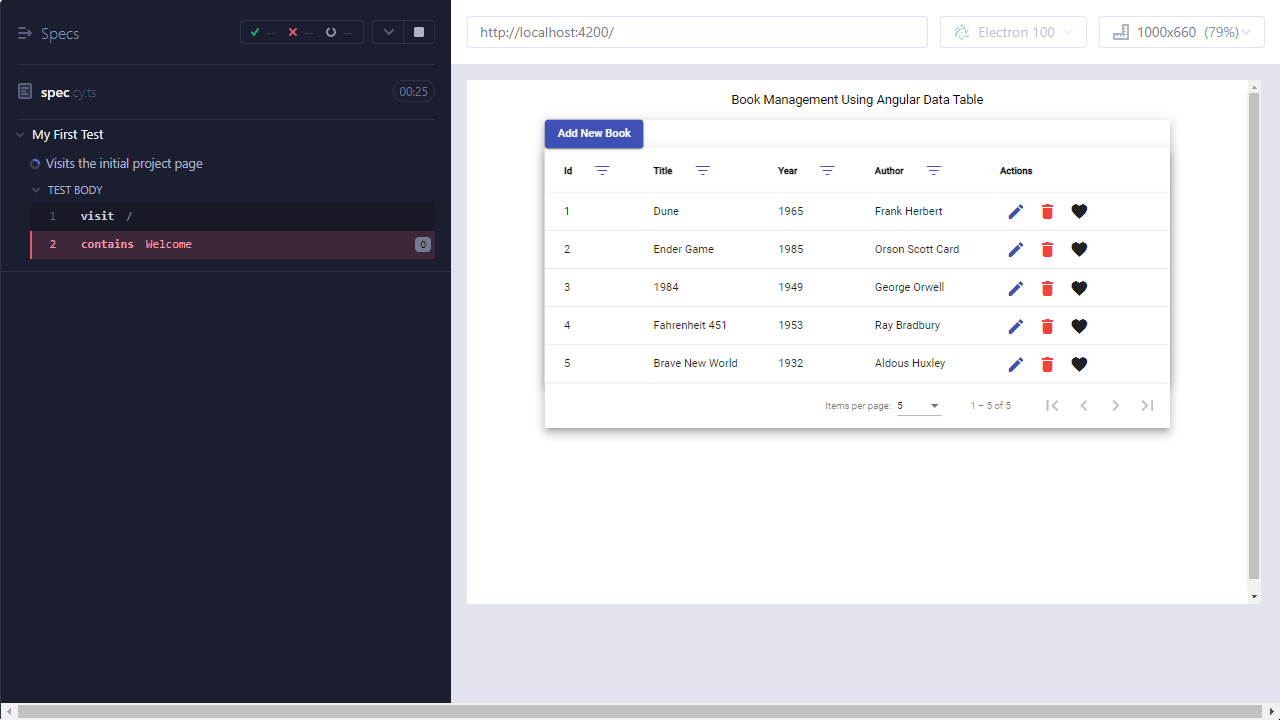 Specs
-- -- --
spec.cy.ts 00:25
My First Test
Visits the initial project page
TEST BODY
1 visit /
2 contains Welcome 0
http://localhost:4200/
Electron 100
1000x660 (79%)
Book Management Using Angular Data Table
Add New Book
Id Title Year Author Actions
1 Dune 1965 Frank Herbert
2 Ender Game 1985 Orson Scott Card
3 1984 1949 George Orwell
4 Fahrenheit 451 1953 Ray Bradbury
5 Brave New World 1932 Aldous Huxley
Items per page: 5 1 – 5 of 5